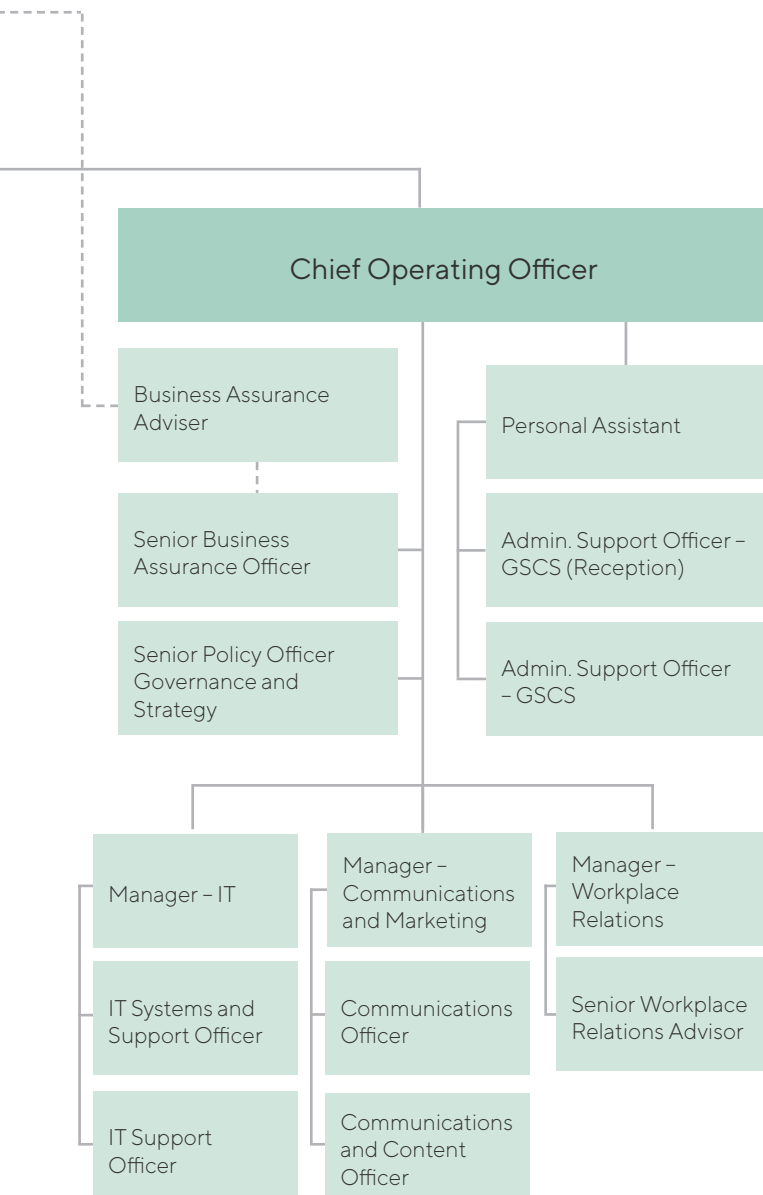 Chief Operating Officer
Business Assurance
Adviser
Personal Assistant
Senior Business
Assurance Officer
Admin. Support Officer –
GSCS (Reception)
Senior Policy Officer
Governance and
Strategy
Admin. Support Officer
– GSCS
Manager – IT
Manager –
Communications
and Marketing
Manager –
Workplace
Relations
IT Systems and
Support Officer
Communications
Officer
Senior Workplace
Relations Advisor
IT Support
Officer
Communications
and Content
Officer